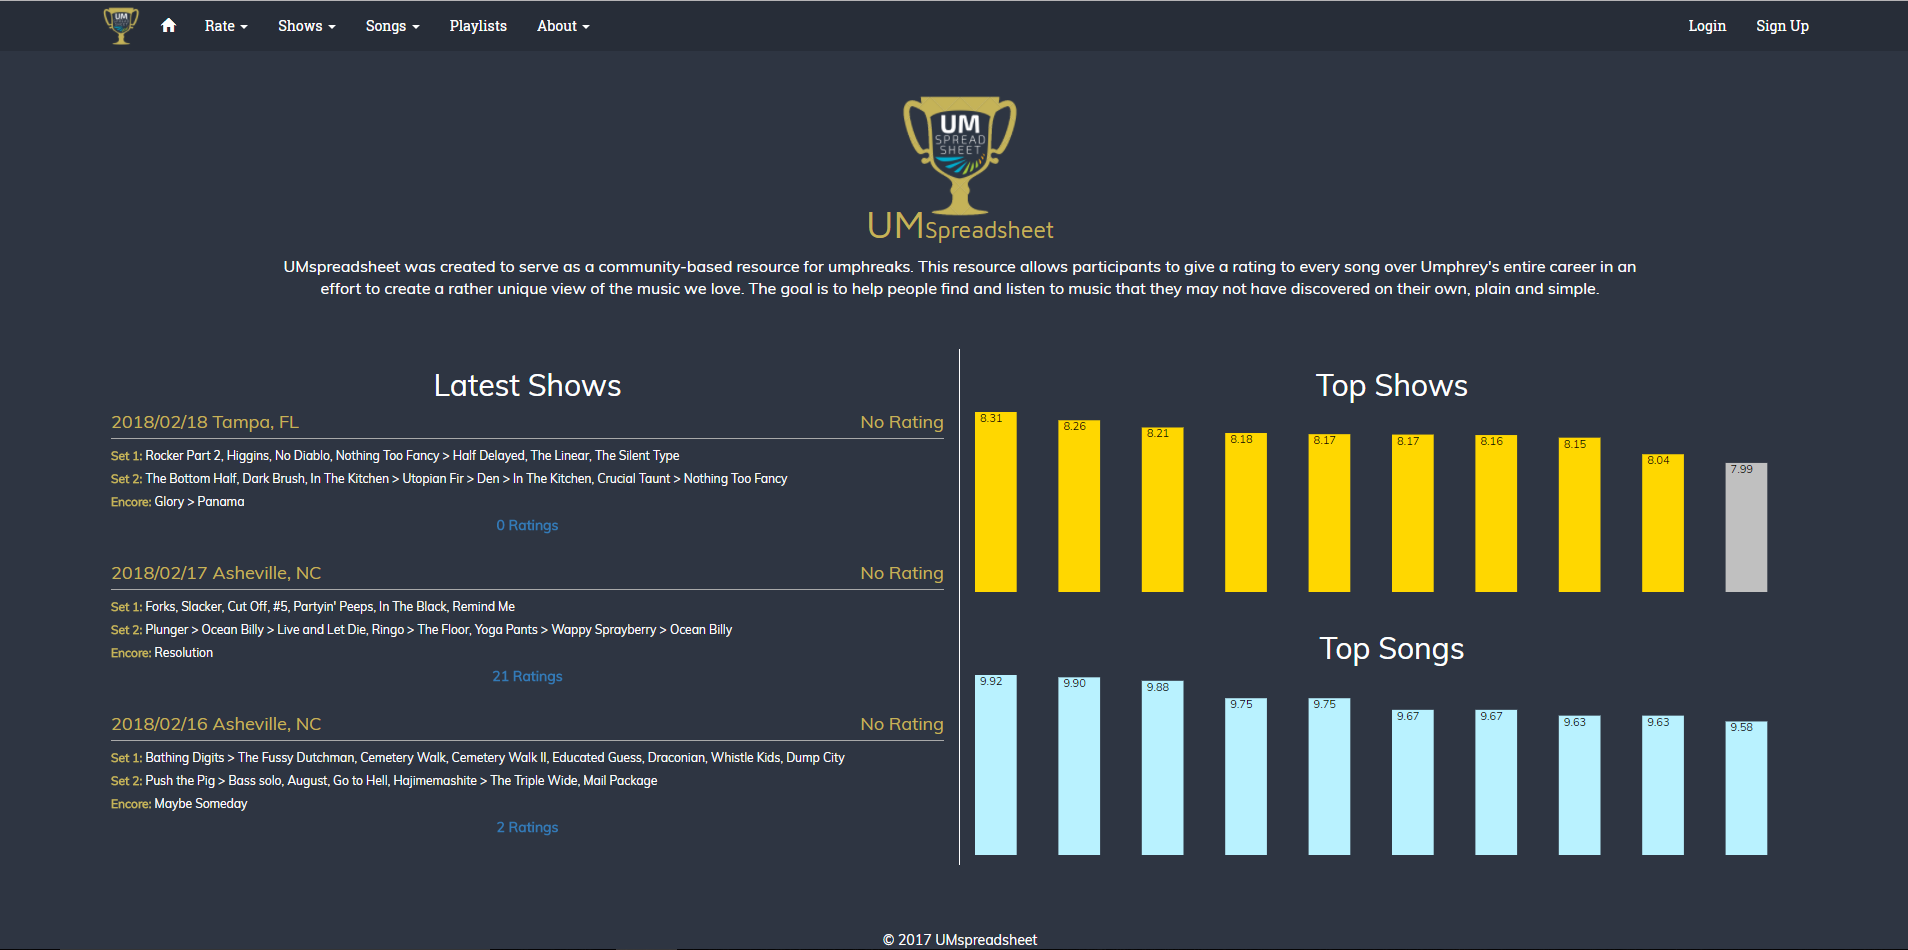 UM
Rate
Shows
Songs
Playlists
About
Login
Sign Up
UM
SPREAD
SHEET
UMSpreadsheet
UMspreadsheet was created to serve as a community-based resource for umphreaks. This resource allows participants to give a rating to every song over Umphrey's entire career in an
effort to create a rather unique view of the music we love. The goal is to help people find and listen to music that they may not have discovered on their own, plain and simple.
Latest Shows
2018/02/18 Tampa, FL No Rating
Set 1: Rocker Part 2, Higgins, No Diablo, Nothing Too Fancy > Half Delayed, The Linear, The Silent Type
Set 2: The Bottom Half, Dark Brush, In The Kitchen > Utopian Fir > Den > In The Kitchen, Crucial Taunt > Nothing Too Fancy
Encore: Glory > Panama
0 Ratings
2018/02/17 Asheville, NC No Rating
Set 1: Forks, Slacker, Cut Off, #5, Partyin' Peeps, In The Black, Remind Me
Set 2: Plunger > Ocean Billy > Live and Let Die, Ringo > The Floor, Yoga Pants > Wappy Sprayberry > Ocean Billy
Encore: Resolution
21 Ratings
2018/02/16 Asheville, NC No Rating
Set 1: Bathing Digits > The Fussy Dutchman, Cemetery Walk, Cemetery Walk II, Educated Guess, Draconian, Whistle Kids, Dump City
Set 2: Push the Pig > Bass solo, August, Go to Hell, Hajimemashite > The Triple Wide, Mail Package
Encore: Maybe Someday
2 Ratings
Top Shows
8.31 8.26 8.21 8.18 8.17 8.17 8.16 8.15 8.04 7.99
Top Songs
9.92 9.90 9.88 9.75 9.75 9.67 9.67 9.63 9.63 9.58
© 2017 UMspreadsheet